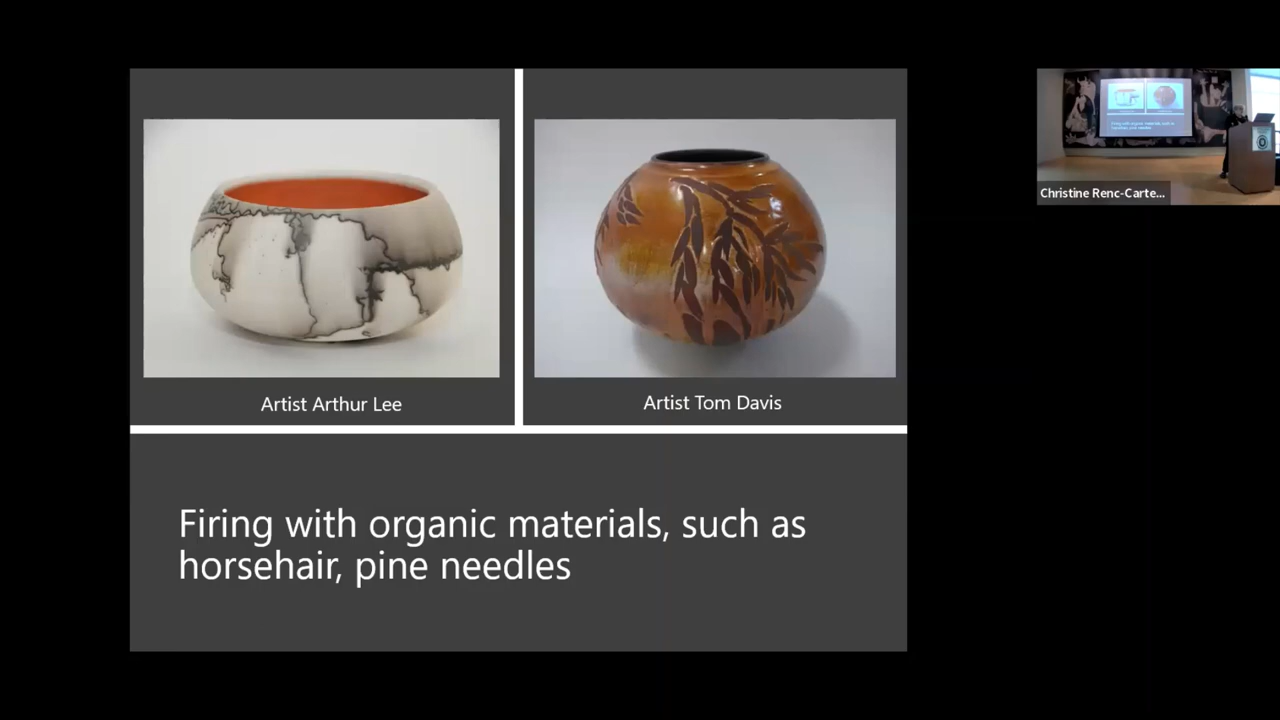 Artist Arthur Lee
Artist Tom Davis
Firing with organic materials, such as
horsehair, pine needles
Christine Renc-Carte...